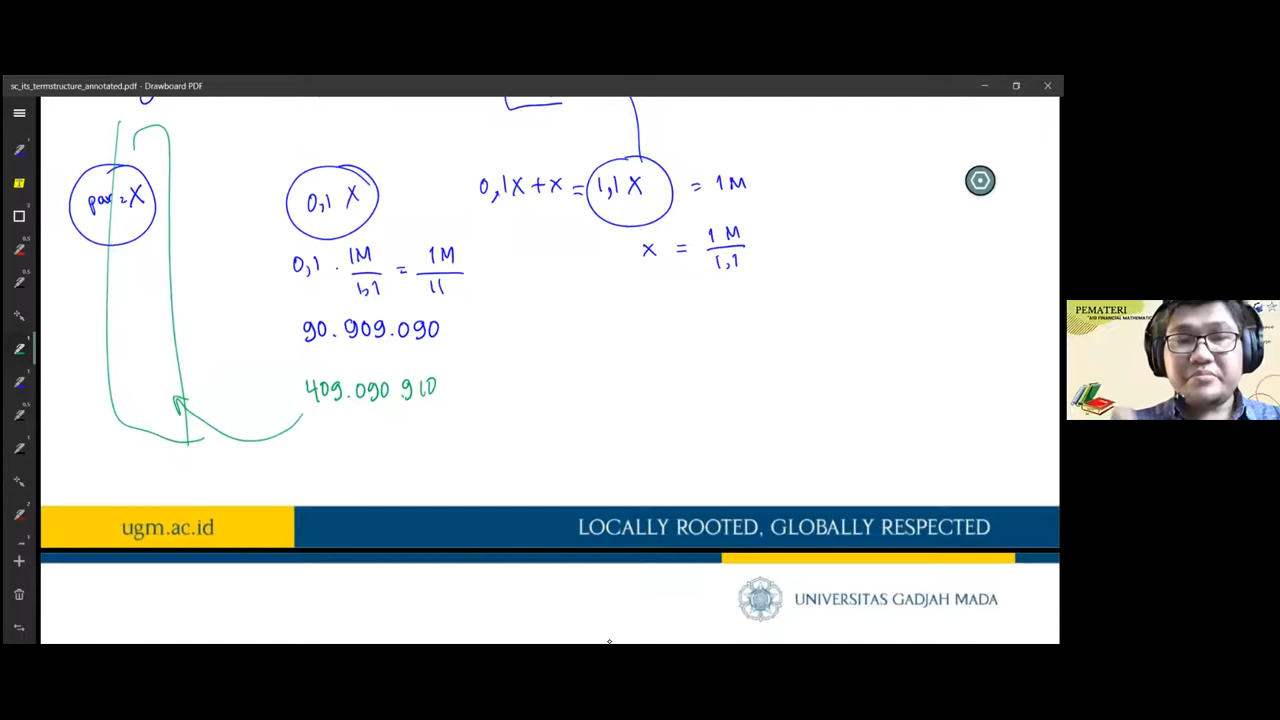 sc_its_termstructure_annotated.pdf - Drawboard PDF
par = X
0,1 X
0,1X + x = 1,1 X = 1M
x = 1 M / 1,1
0,1 . 1M / 1,1 = 1M / 11
90.909.090
409.090.910
PEMATERI
ugm.ac.id
LOCALLY ROOTED, GLOBALLY RESPECTED
UNIVERSITAS GADJAH MADA